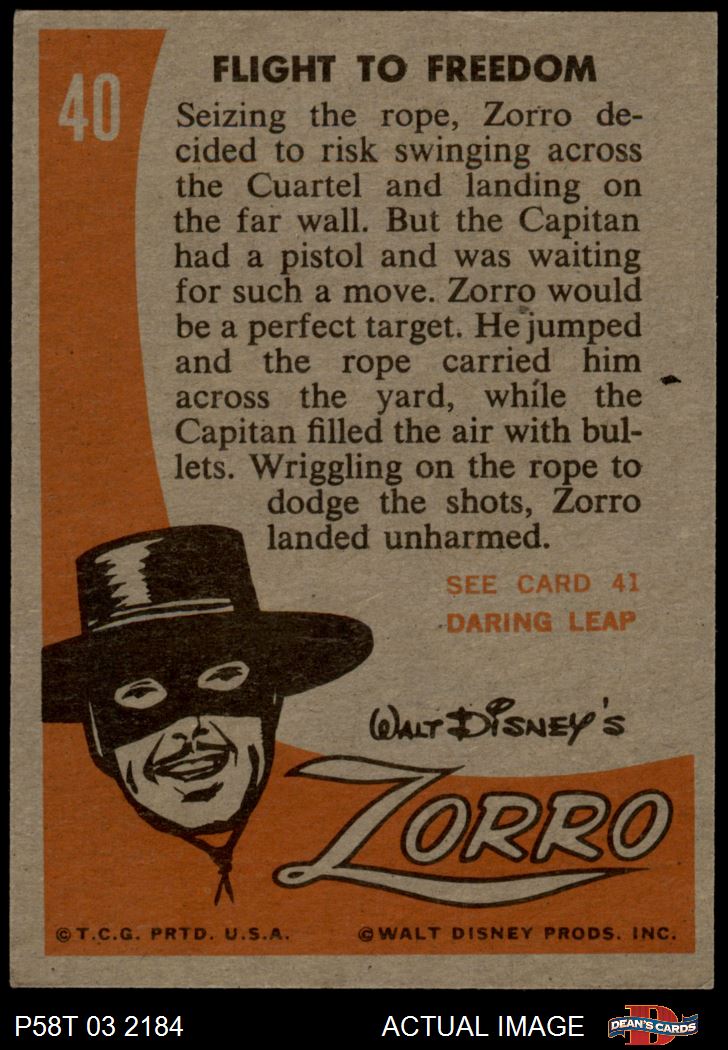 40
FLIGHT TO FREEDOM
Seizing the rope, Zorro de-
cided to risk swinging across
the Cuartel and landing on
the far wall. But the Capitan
had a pistol and was waiting
for such a move. Zorro would
be a perfect target. He jumped
and the rope carried him
across the yard, while the
Capitan filled the air with bul-
lets. Wriggling on the rope to
dodge the shots, Zorro
landed unharmed.
SEE CARD 41
DARING LEAP
WALT DISNEY'S
ZORRO
©T.C.G. PRTD. U.S.A.
©WALT DISNEY PRODS. INC.
P58T 03 2184
ACTUAL IMAGE
D
DEAN'S CARDS